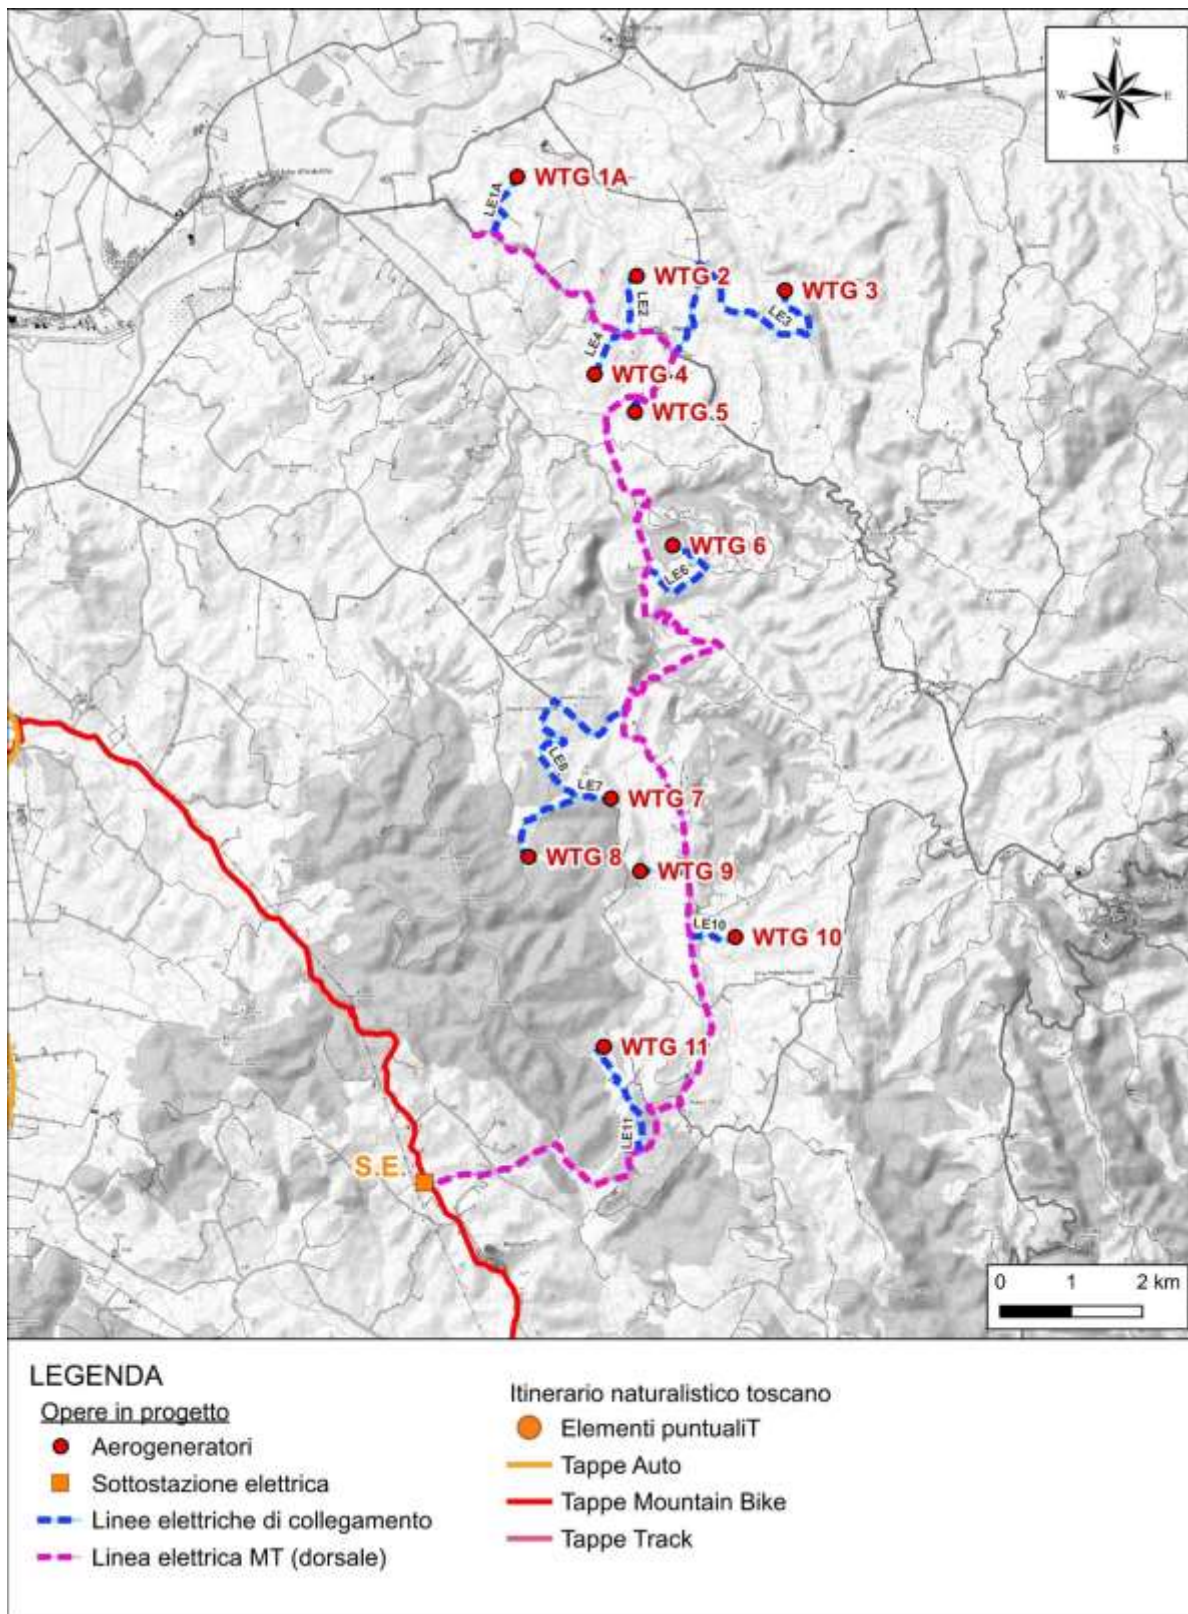 N
W E
S
WTG 1A
LE1A
WTG 2
WTG 3
LE2
LE3
LE4
WTG 4
WTG 5
WTG 6
LE6
LE8
LE7
WTG 7
WTG 8
WTG 9
LE10
WTG 10
WTG 11
LE11
S.E.
0 1 2 km
LEGENDA
Opere in progetto
Aerogeneratori
Sottostazione elettrica
Linee elettriche di collegamento
Linea elettrica MT (dorsale)
Itinerario naturalistico toscano
Elementi puntualiT
Tappe Auto
Tappe Mountain Bike
Tappe Track